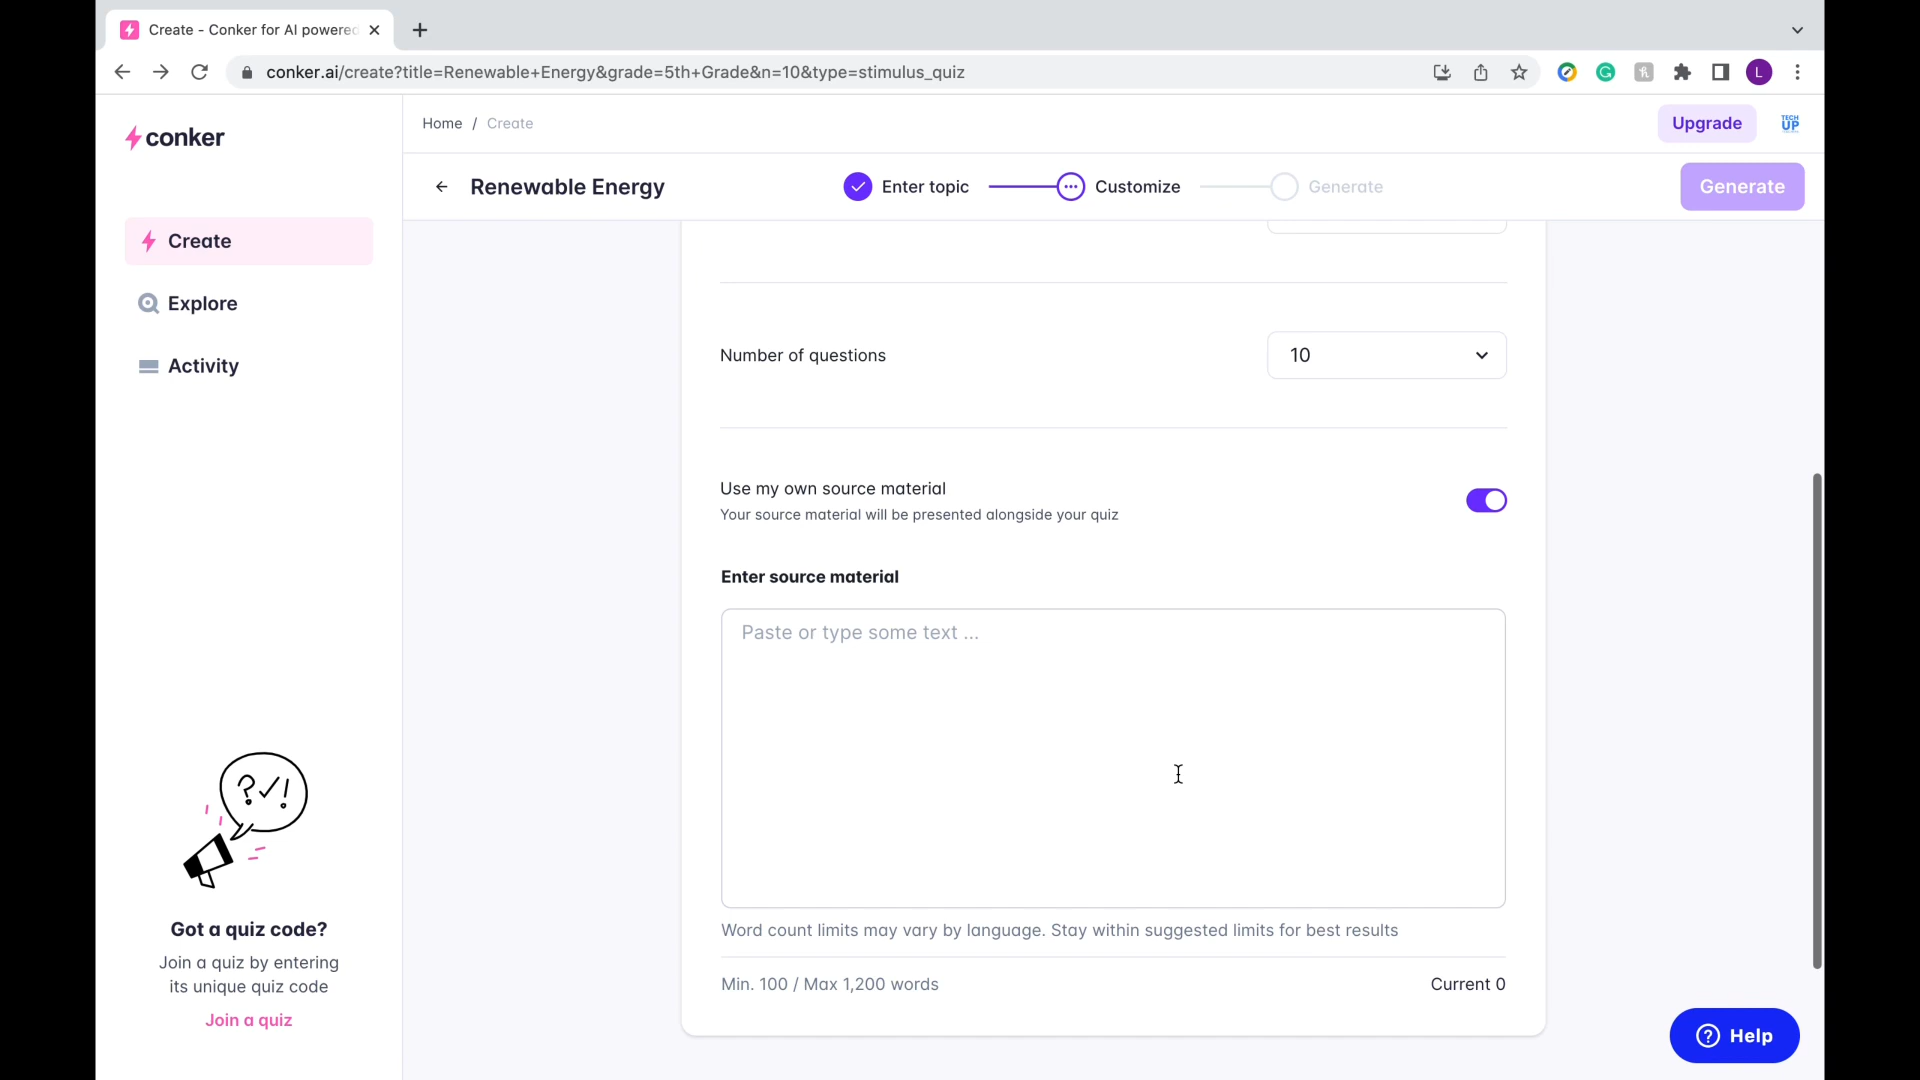 Create - Conker for AI powered
conker.ai/create?title=Renewable+Energy&grade=5th+Grade&n=10&type=stimulus_quiz
L
conker
Home / Create
Upgrade
TECH
UP
Renewable Energy
Enter topic
Customize
Generate
Generate
Create
Explore
Activity
Number of questions
10
Use my own source material
Your source material will be presented alongside your quiz
Enter source material
Paste or type some text ...
Word count limits may vary by language. Stay within suggested limits for best results
Min. 100 / Max 1,200 words
Current 0
?✓!
Got a quiz code?
Join a quiz by entering
its unique quiz code
Join a quiz
? Help